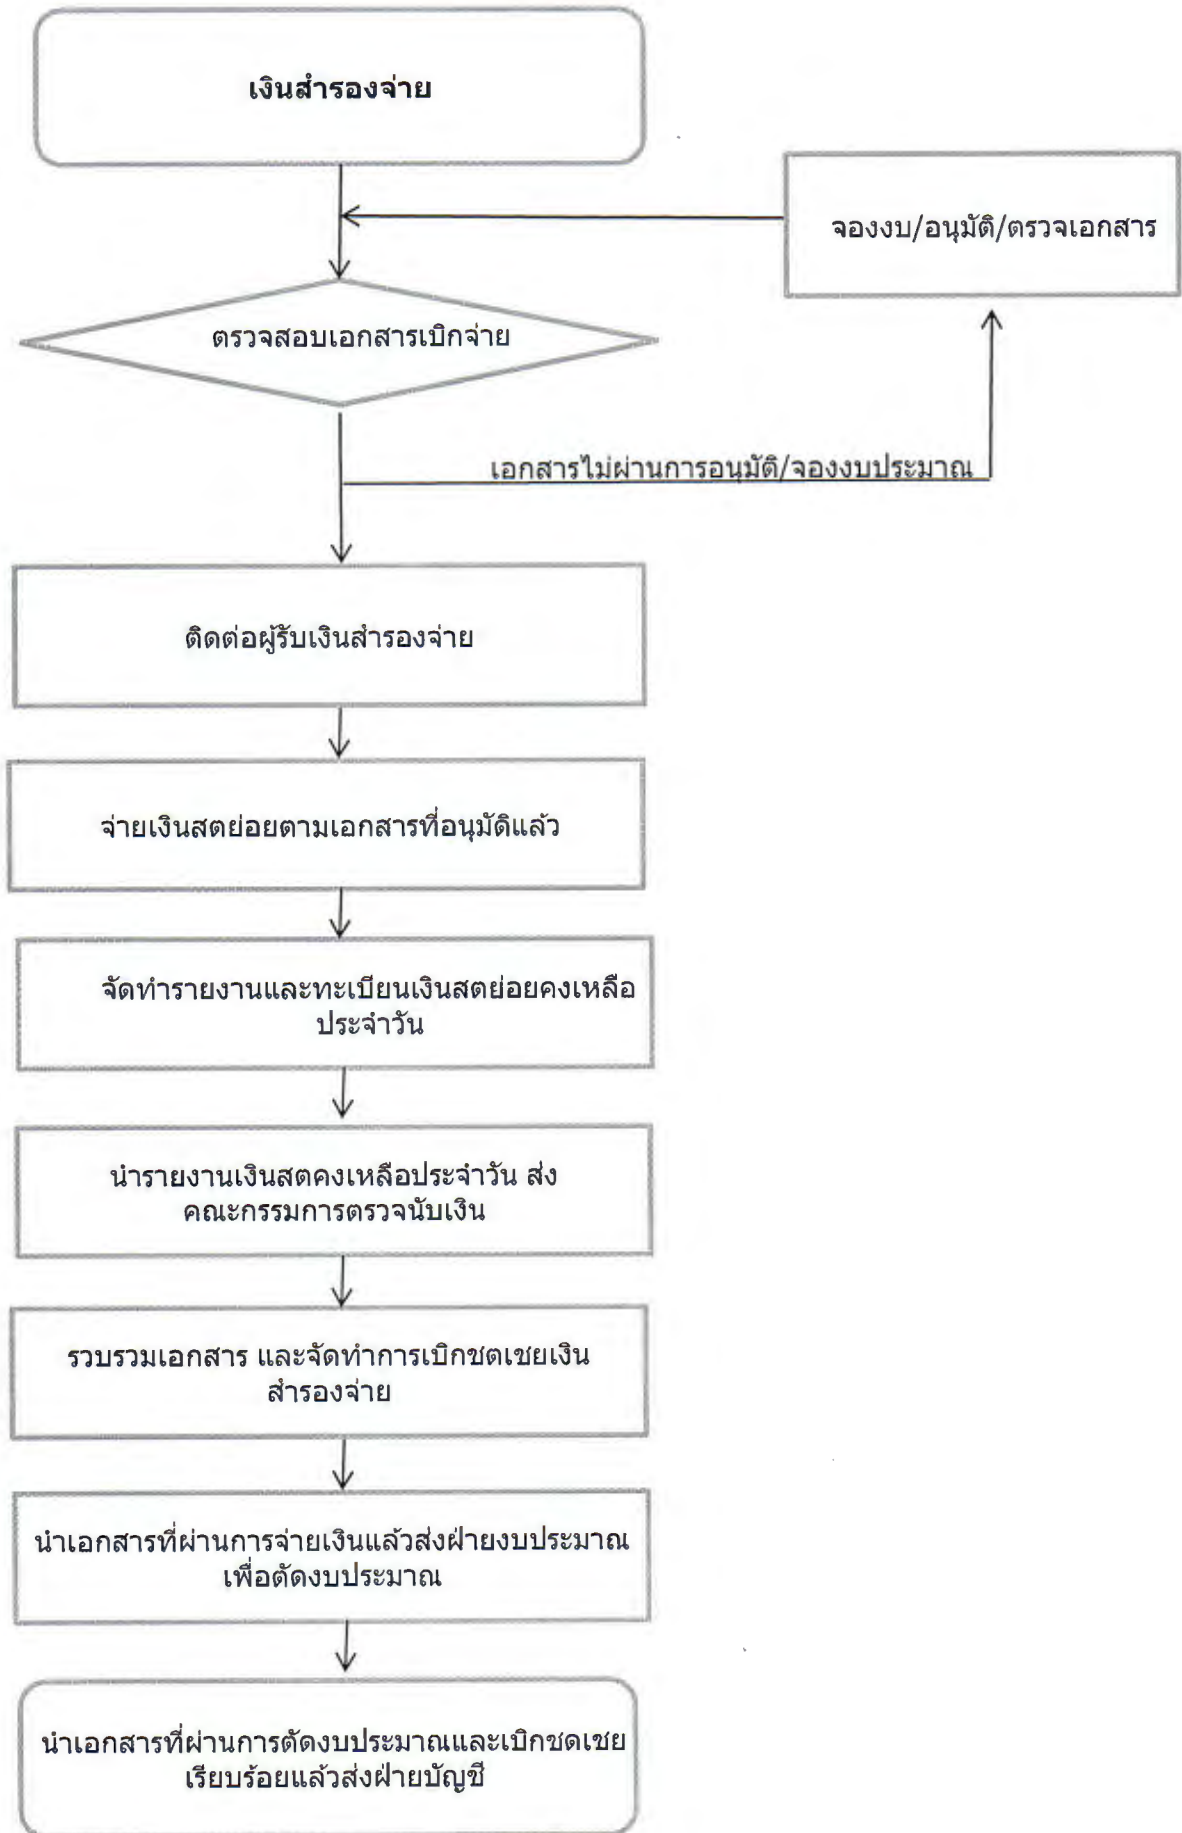 เงินสำรองจ่าย
จองงบ/อนุมัติ/ตรวจเอกสาร
ตรวจสอบเอกสารเบิกจ่าย
เอกสารไม่ผ่านการอนุมัติ/จองงบประมาณ
ติดต่อผู้รับเงินสำรองจ่าย
จ่ายเงินสดย่อยตามเอกสารที่อนุมัติแล้ว
จัดทำรายงานและทะเบียนเงินสดย่อยคงเหลือ
ประจำวัน
นำรายงานเงินสดคงเหลือประจำวัน ส่ง
คณะกรรมการตรวจนับเงิน
รวบรวมเอกสาร และจัดทำการเบิกชดเชยเงิน
สำรองจ่าย
นำเอกสารที่ผ่านการจ่ายเงินแล้วส่งฝ่ายงบประมาณ
เพื่อตัดงบประมาณ
นำเอกสารที่ผ่านการตัดงบประมาณและเบิกชดเชย
เรียบร้อยแล้วส่งฝ่ายบัญชี